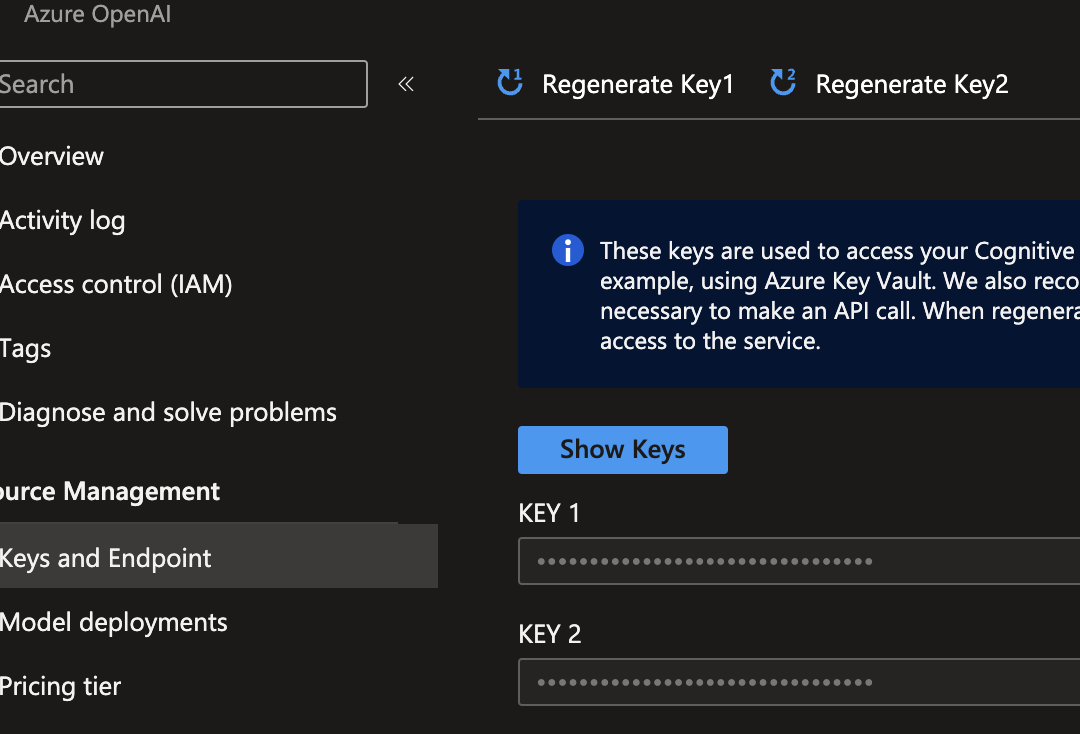 Azure OpenAI
Search
Overview
Activity log
Access control (IAM)
Tags
Diagnose and solve problems
ource Management
Keys and Endpoint
Model deployments
Pricing tier
1 Regenerate Key1
2 Regenerate Key2
These keys are used to access your Cognitive
example, using Azure Key Vault. We also reco
necessary to make an API call. When regenera
access to the service.
Show Keys
KEY 1
••••••••••••••••••••••••••••••••
KEY 2
••••••••••••••••••••••••••••••••